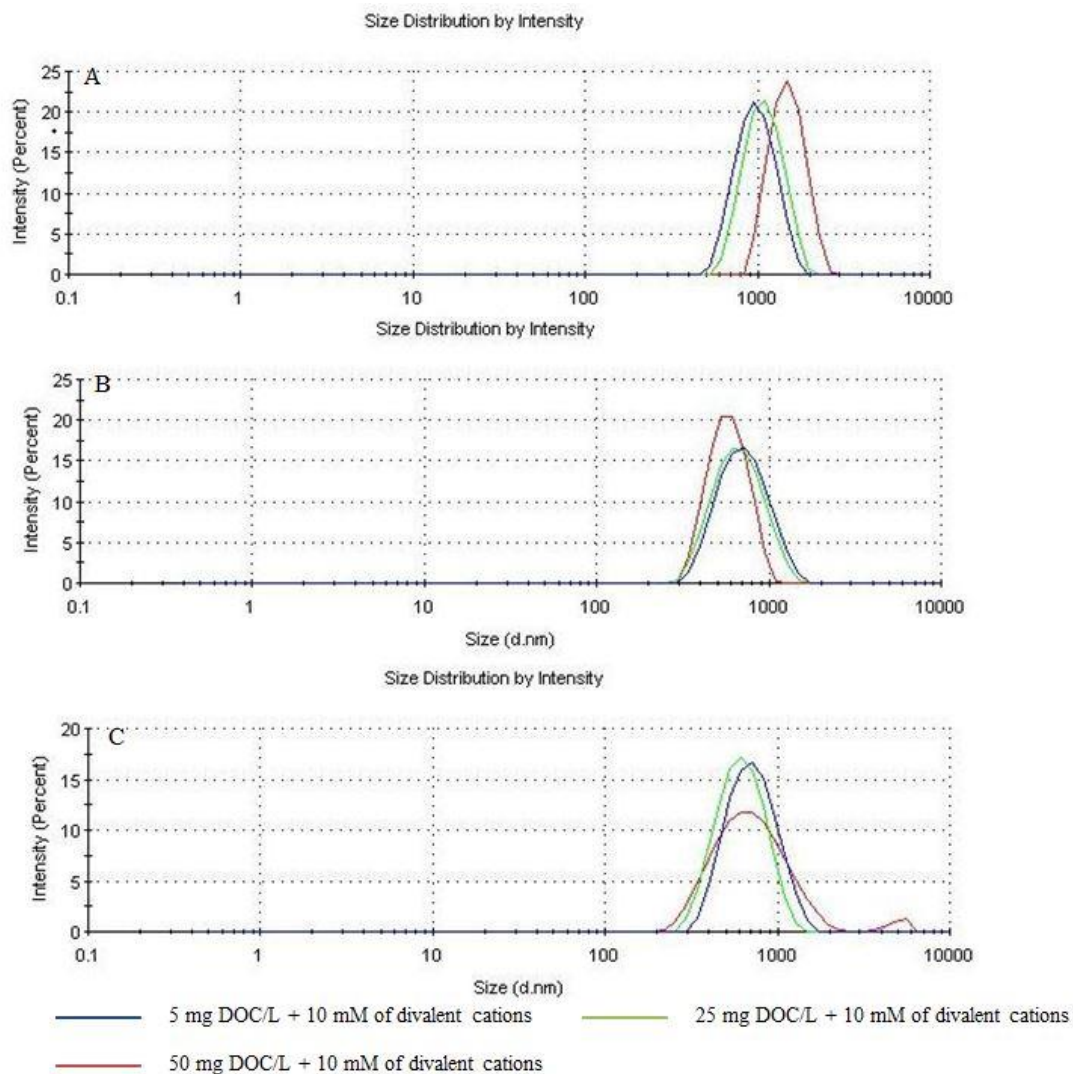 Size Distribution by Intensity
A
Intensity (Percent)
25
20
15
10
5
0
0.1 1 10 100 1000 10000
Size Distribution by Intensity
B
Intensity (Percent)
25
20
15
10
5
0
0.1 1 10 100 1000 10000
Size (d.nm)
Size Distribution by Intensity
C
Intensity (Percent)
20
15
10
5
0
0.1 1 10 100 1000 10000
Size (d.nm)
5 mg DOC/L + 10 mM of divalent cations 25 mg DOC/L + 10 mM of divalent cations
50 mg DOC/L + 10 mM of divalent cations